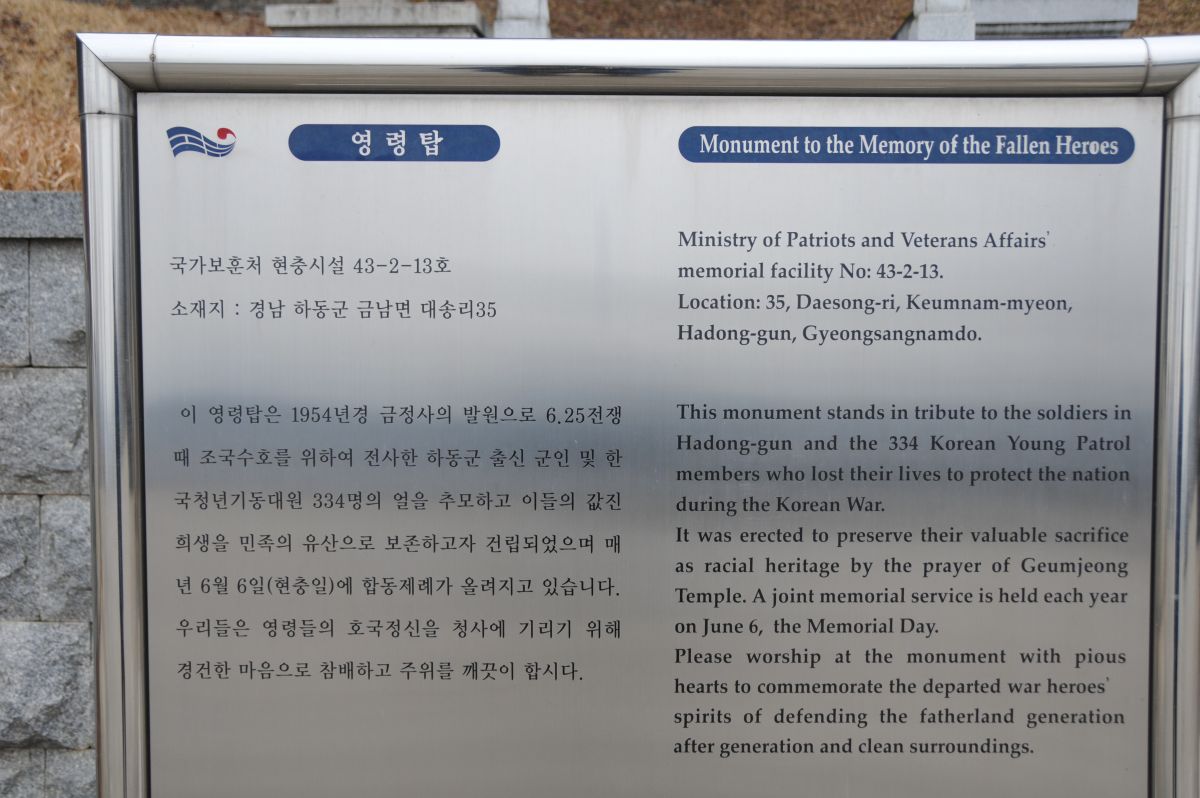 영령탑
국가보훈처 현충시설 43-2-13호
소재지 : 경남 하동군 금남면 대송리35
이 영령탑은 1954년경 금정사의 발원으로 6.25전쟁
때 조국수호를 위하여 전사한 하동군 출신 군인 및 한
국청년기동대원 334명의 얼을 추모하고 이들의 값진
희생을 민족의 유산으로 보존하고자 건립되었으며 매
년 6월 6일(현충일)에 합동제례가 올려지고 있습니다.
우리들은 영령들의 호국정신을 청사에 기리기 위해
경건한 마음으로 참배하고 주위를 깨끗이 합시다.
Monument to the Memory of the Fallen Heroes
Ministry of Patriots and Veterans Affairs'
memorial facility No: 43-2-13.
Location: 35, Daesong-ri, Keumnam-myeon,
Hadong-gun, Gyeongsangnamdo.
This monument stands in tribute to the soldiers in
Hadong-gun and the 334 Korean Young Patrol
members who lost their lives to protect the nation
during the Korean War.
It was erected to preserve their valuable sacrifice
as racial heritage by the prayer of Geumjeong
Temple. A joint memorial service is held each year
on June 6, the Memorial Day.
Please worship at the monument with pious
hearts to commemorate the departed war heroes'
spirits of defending the fatherland generation
after generation and clean surroundings.